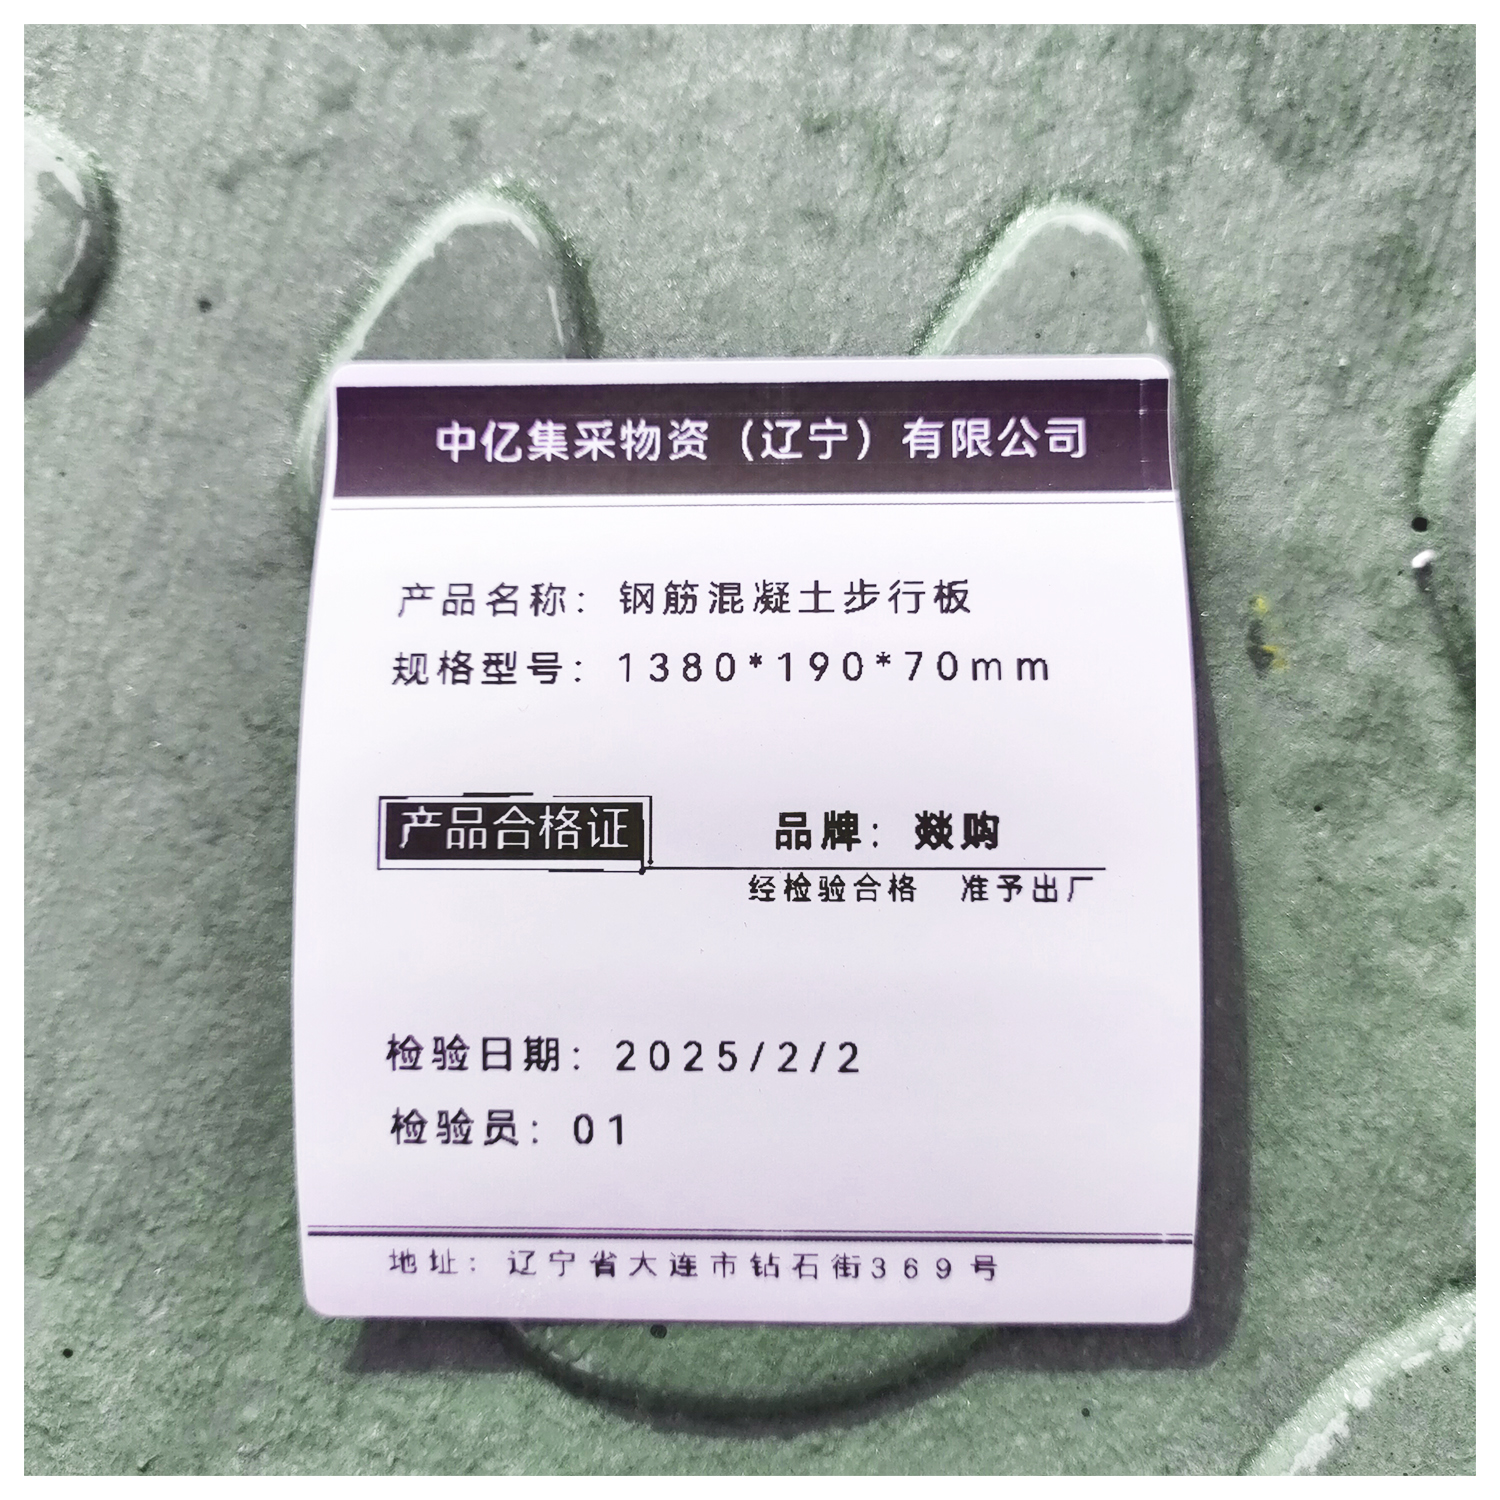 中亿集采物资（辽宁）有限公司
产品名称：钢筋混凝土步行板
规格型号：1380*190*70mm
产品合格证
品牌：燚购
经检验合格 准予出厂
检验日期：2025/2/2
检验员：01
地址：辽宁省大连市钻石街369号